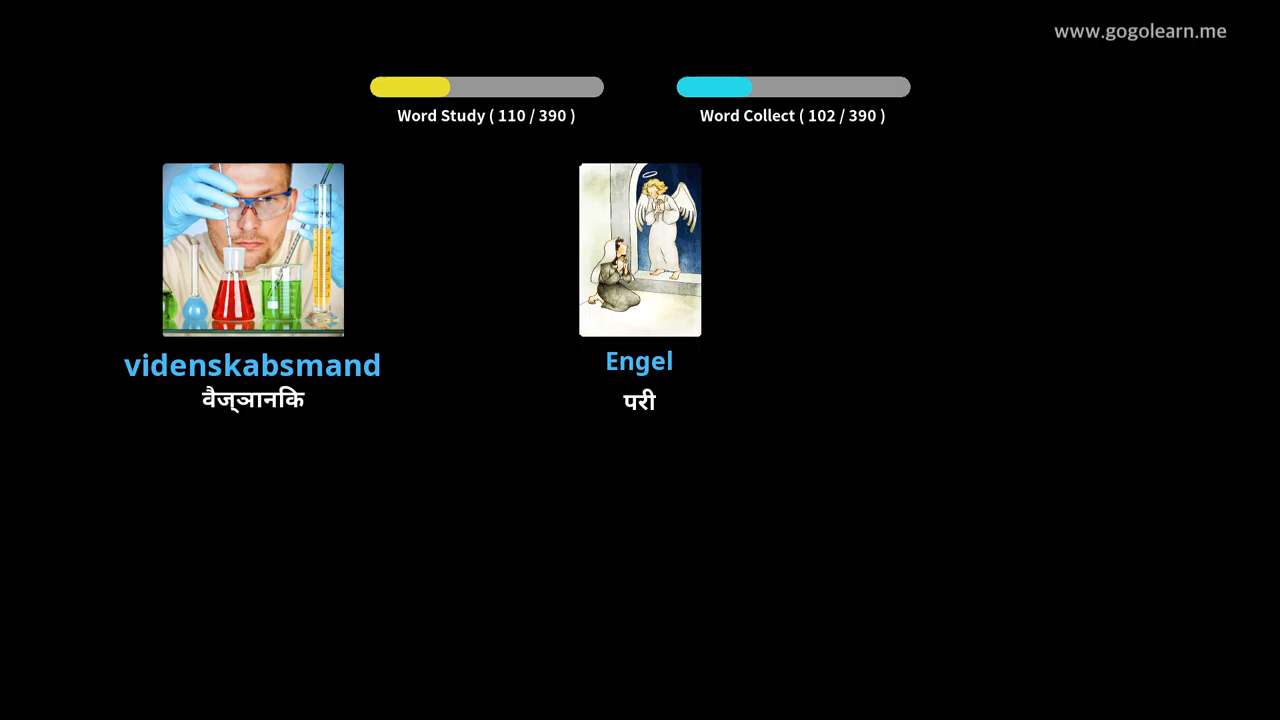 www.gogolearn.me
Word Study ( 110 / 390 )
Word Collect ( 102 / 390 )
videnskabsmand
वैज्ञानिक
Engel
परी